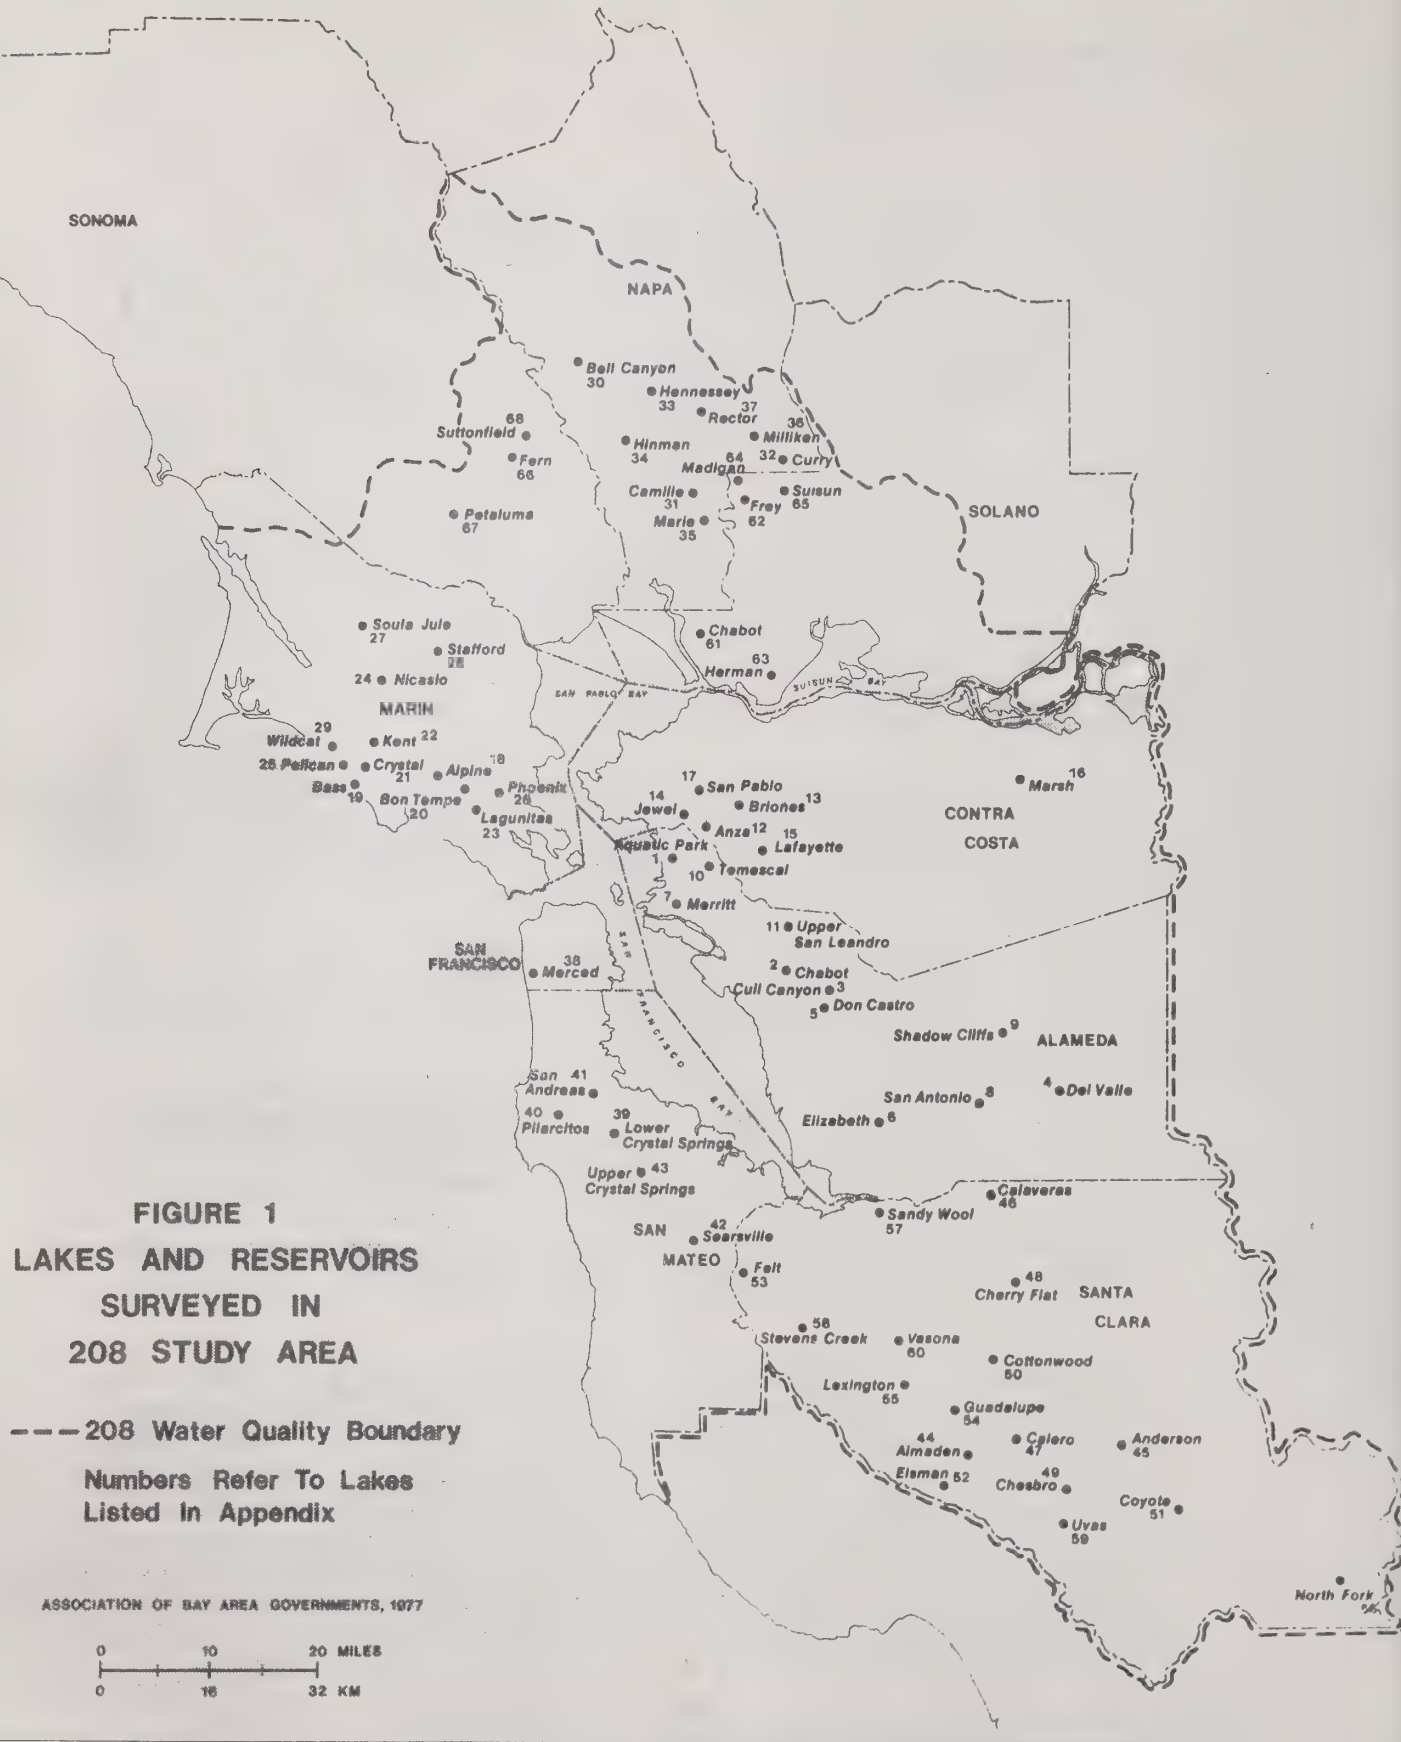 SONOMA
NAPA
Bell Canyon
30
Hennessey
33
37
Rector
36
Milliken
68
Suttonfield
Fern
66
Hinman
34
64
Madigan
32 Curry
Camille
31
Frey
62
Suisun
65
Marie
35
Petaluma
67
SOLANO
Soula Jule
27
Stafford
24 Nicasio
MARIN
Chabot
61
63
Herman
SAN PABLO BAY
SUISUN BAY
29
Wildcat
Kent 22
25 Pelican
Crystal
21
18
Alpine
Bass
19
Bon Tempe
20
Phoenix
26
Lagunitas
23
17
San Pablo
14
Jewel
Briones 13
Anza 12
15
Lafayette
Aquatic Park
1
10
Temescal
7
Merritt
16
Marsh
CONTRA
COSTA
11 Upper
San Leandro
2
Chabot
Cull Canyon 3
5
Don Castro
SAN
FRANCISCO
38
Merced
SAN FRANCISCO BAY
Shadow Cliffs 9
ALAMEDA
San Antonio 8
4
Del Valle
Elizabeth 6
San 41
Andreas
40
Pilarcitos
39
Lower
Crystal Springs
Upper 43
Crystal Springs
Calaveras
46
Sandy Wool
57
SAN
MATEO
42
Searsville
Felt
53
48
Cherry Flat
SANTA
CLARA
58
Stevens Creek
Vasona
60
Cottonwood
50
Lexington
55
Guadalupe
54
44
Almaden
Calero
47
Anderson
45
Elsman 52
49
Chesbro
Coyote
51
Uvas
59
North Fork
FIGURE 1
LAKES AND RESERVOIRS
SURVEYED IN
208 STUDY AREA
208 Water Quality Boundary
Numbers Refer To Lakes
Listed In Appendix
ASSOCIATION OF BAY AREA GOVERNMENTS, 1977
0 10 20 MILES
0 16 32 KM